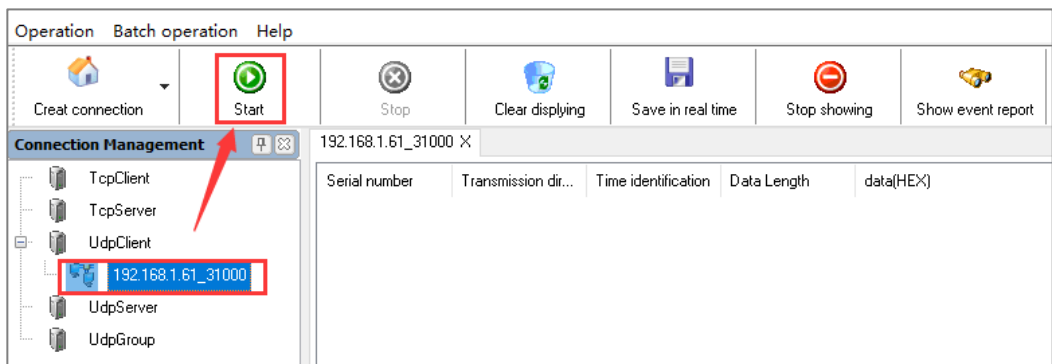 Operation Batch operation Help
Creat connection Start Stop Clear displying Save in real time Stop showing Show event report
Connection Management 192.168.1.61_31000 X
Serial number Transmission dir... Time identification Data Length data(HEX)
TcpClient
TcpServer
UdpClient
192.168.1.61_31000
UdpServer
UdpGroup